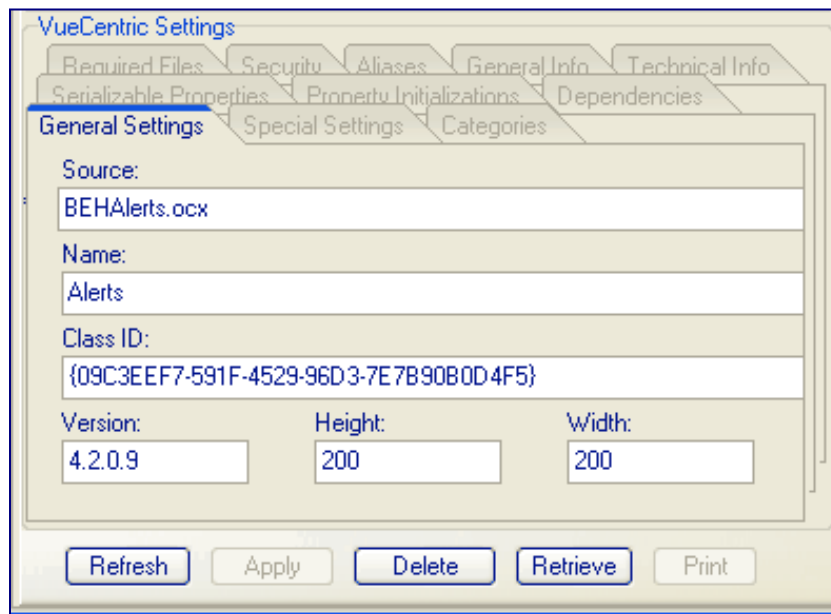 VueCentric Settings
Required Files Security Aliases General Info Technical Info
Serializable Properties Property Initializations Dependencies
General Settings Special Settings Categories
Source:
BEHAlerts.ocx
Name:
Alerts
Class ID:
{09C3EEF7-591F-4529-96D3-7E7B90B0D4F5}
Version: Height: Width:
4.2.0.9 200 200
Refresh Apply Delete Retrieve Print